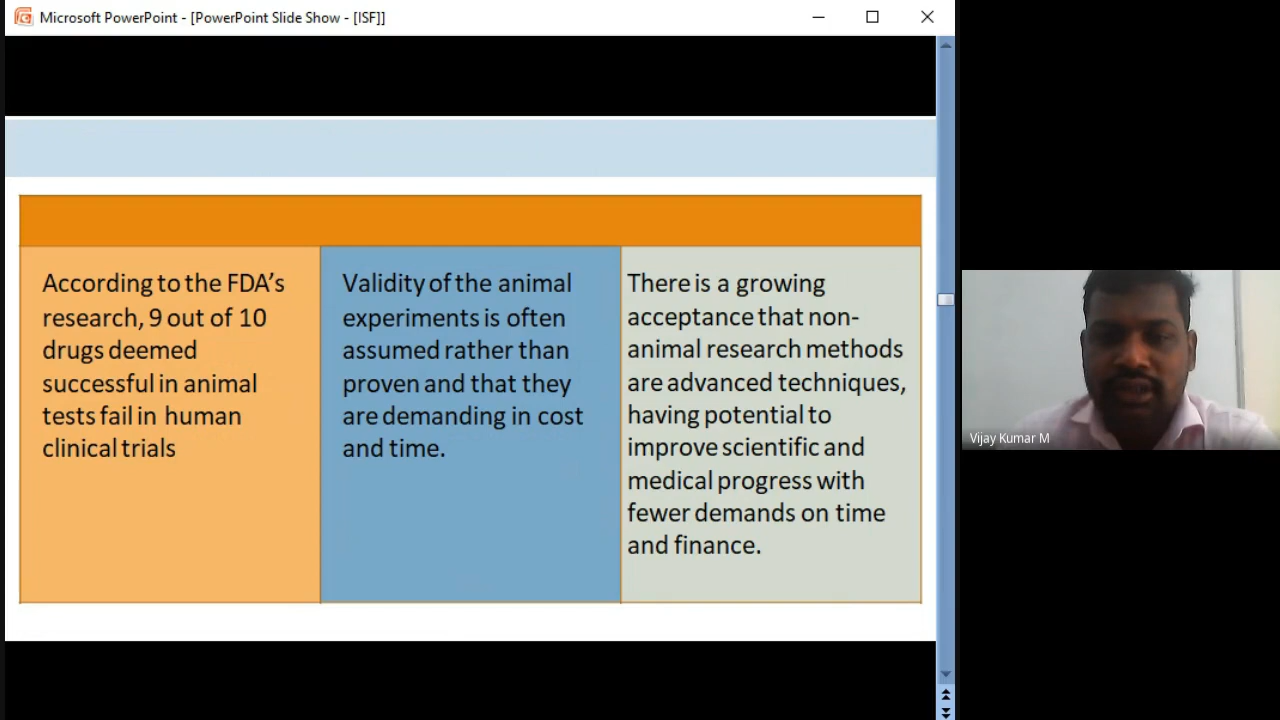 Microsoft PowerPoint - [PowerPoint Slide Show - [ISF]]
According to the FDA’s
research, 9 out of 10
drugs deemed
successful in animal
tests fail in human
clinical trials
Validity of the animal
experiments is often
assumed rather than
proven and that they
are demanding in cost
and time.
There is a growing
acceptance that non-
animal research methods
are advanced techniques,
having potential to
improve scientific and
medical progress with
fewer demands on time
and finance.
Vijay Kumar M